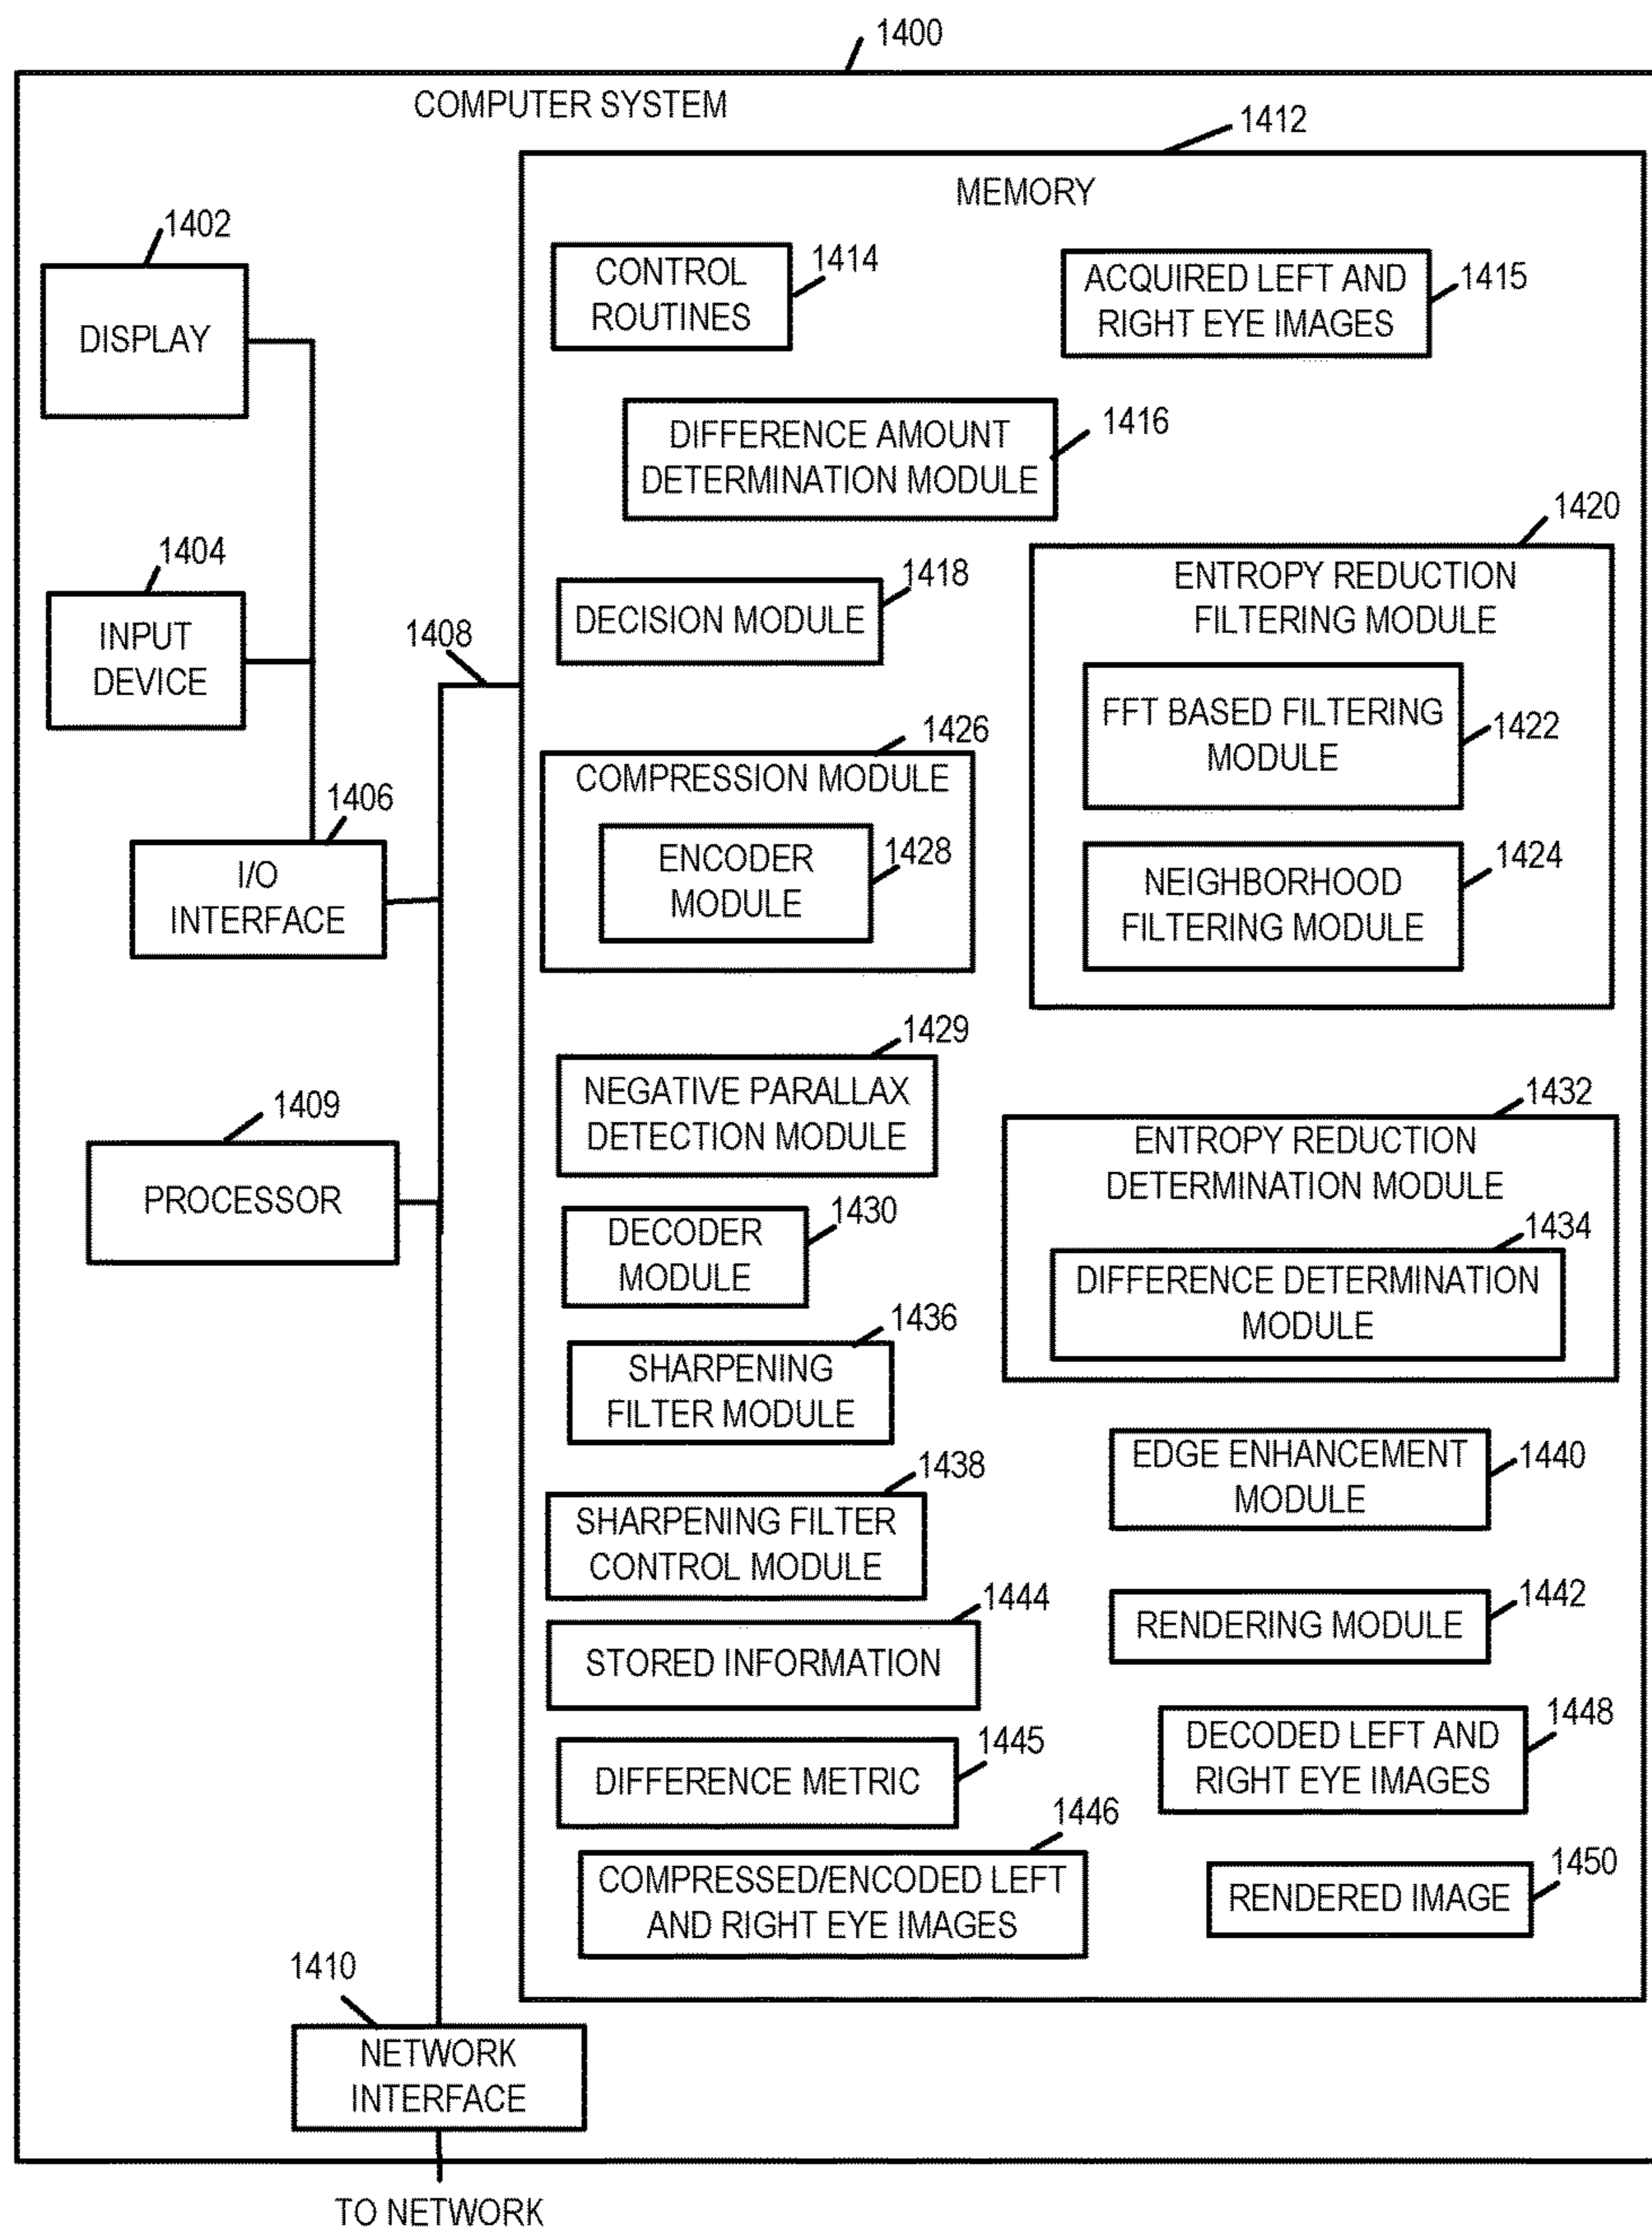 1400
COMPUTER SYSTEM
1412
MEMORY
1402
DISPLAY
1404
INPUT
DEVICE
1406
I/O
INTERFACE
1408
1409
PROCESSOR
1410
NETWORK
INTERFACE
TO NETWORK
CONTROL
ROUTINES
1414
ACQUIRED LEFT AND
RIGHT EYE IMAGES
1415
DIFFERENCE AMOUNT
DETERMINATION MODULE
1416
DECISION MODULE
1418
1420
ENTROPY REDUCTION
FILTERING MODULE
FFT BASED FILTERING
MODULE
1422
NEIGHBORHOOD
FILTERING MODULE
1424
1426
COMPRESSION MODULE
ENCODER
MODULE
1428
1429
NEGATIVE PARALLAX
DETECTION MODULE
1430
DECODER
MODULE
1432
ENTROPY REDUCTION
DETERMINATION MODULE
1434
DIFFERENCE DETERMINATION
MODULE
1436
SHARPENING
FILTER MODULE
1438
SHARPENING FILTER
CONTROL MODULE
EDGE ENHANCEMENT
MODULE
1440
RENDERING MODULE
1442
1444
STORED INFORMATION
DIFFERENCE METRIC
1445
1446
COMPRESSED/ENCODED LEFT
AND RIGHT EYE IMAGES
DECODED LEFT AND
RIGHT EYE IMAGES
1448
RENDERED IMAGE
1450